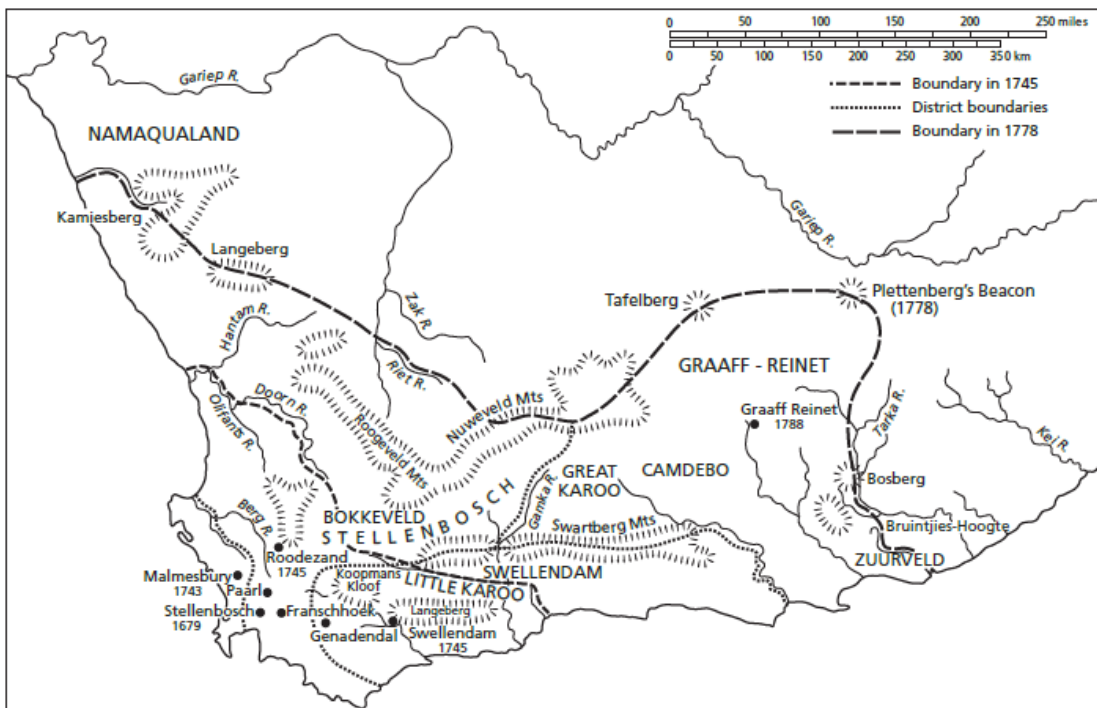 0 50 100 150 200 250 miles
0 50 100 150 200 250 300 350 km
Boundary in 1745
District boundaries
Boundary in 1778
Gariep R.
NAMAQUALAND
Kamiesberg
Langeberg
Gariep R.
Tafelberg
Plettenberg's Beacon
(1778)
Zak R.
Hantam R.
Riet R.
GRAAFF - REINET
Doorn R.
Olifants R.
Nuweveld Mts
Roogeveld Mts
Graaff Reinet
1788
Tarka R.
Kei R.
GREAT
KAROO
CAMDEBO
Gamka R.
Bosberg
BOKKEVELD
STELLENBOSCH
Swartberg Mts
Bruintjies-Hoogte
ZUURVELD
Berg R.
Roodezand
1745
Koopmans
Kloof
LITTLE KAROO
SWELLENDAM
Malmesbury
1743
Paarl
Stellenbosch
1679
Franschhoek
Genadendal
Langeberg
Swellendam
1745